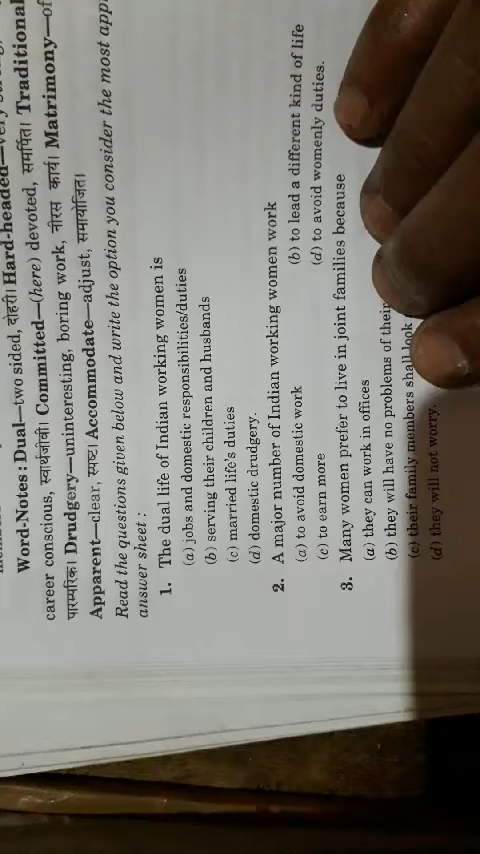 Word-Notes : Dual—two sided, दोहरी। Hard-headed—very
career conscious, स्वार्थजीवी। Committed—(here) devoted, समर्पित। Traditional
पारम्परिक। Drudgery—uninteresting, boring work, नीरस कार्य। Matrimony—of
Apparent—clear, स्पष्ट। Accommodate—adjust, समायोजित।
Read the questions given below and write the option you consider the most
answer sheet :
1. The dual life of Indian working women is
(a) jobs and domestic responsibilities/duties
(b) serving their children and husbands
(c) married life's duties
(d) domestic drudgery.
2. A major number of Indian working women work
(a) to avoid domestic work (b) to lead a different kind of life
(c) to earn more (d) to avoid womenly duties.
3. Many women prefer to live in joint families because
(a) they can work in offices
(b) they will have no problems of their
(c) their family members shall look
(d) they will not worry.